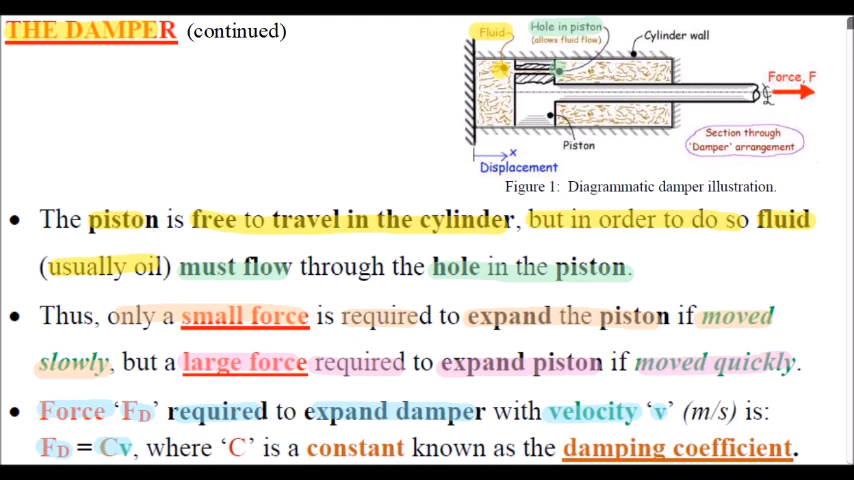 THE DAMPER (continued)
Fluid
Hole in piston
(allows fluid flow)
Cylinder wall
Force, F
℄
Piston
Section through
'Damper' arrangement
x
Displacement
Figure 1: Diagrammatic damper illustration.
• The piston is free to travel in the cylinder, but in order to do so fluid
(usually oil) must flow through the hole in the piston.
• Thus, only a small force is required to expand the piston if moved
slowly, but a large force required to expand piston if moved quickly.
• Force 'FD' required to expand damper with velocity 'v' (m/s) is:
FD = Cv, where 'C' is a constant known as the damping coefficient.